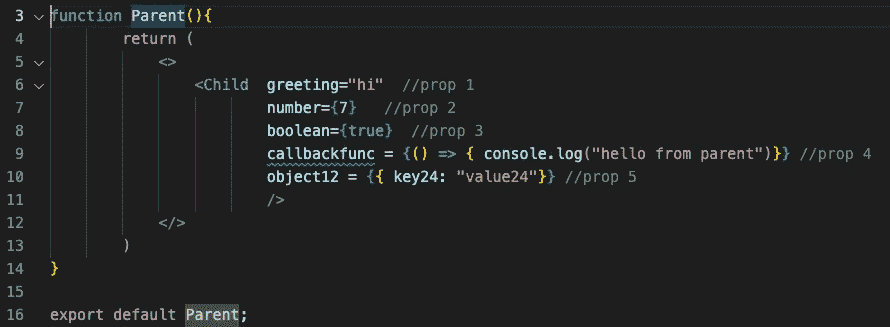 3 function Parent(){
4 return (
5 <>
6 <Child greeting="hi" //prop 1
7 number={7} //prop 2
8 boolean={true} //prop 3
9 callbackfunc = {() => { console.log("hello from parent")}} //prop 4
10 object12 = {{ key24: "value24"}} //prop 5
11 />
12 </>
13 )
14 }
15
16 export default Parent;